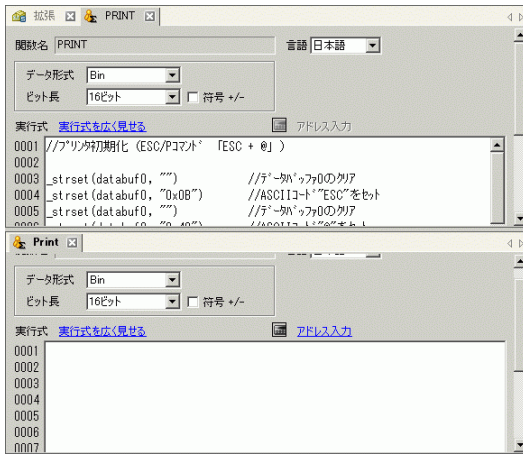 拡張 PRINT
関数名 PRINT 言語 日本語
データ形式 Bin
ビット長 16ビット 符号 +/-
実行式 実行式を広く見せる アドレス入力
0001 //ﾌﾟﾘﾝﾀ初期化 (ESC/Pｺﾏﾝﾄﾞ 「ESC + @」)
0002
0003 _strset(databuf0, "") //ﾃﾞｰﾀﾊﾞｯﾌｧ0のｸﾘｱ
0004 _strset(databuf0, "0x0B") //ASCIIｺｰﾄﾞ"ESC"をｾｯﾄ
0005 _strset(databuf0, "") //ﾃﾞｰﾀﾊﾞｯﾌｧ0のｸﾘｱ
Print
データ形式 Bin
ビット長 16ビット 符号 +/-
実行式 実行式を広く見せる アドレス入力
0001
0002
0003
0004
0005
0006
0007